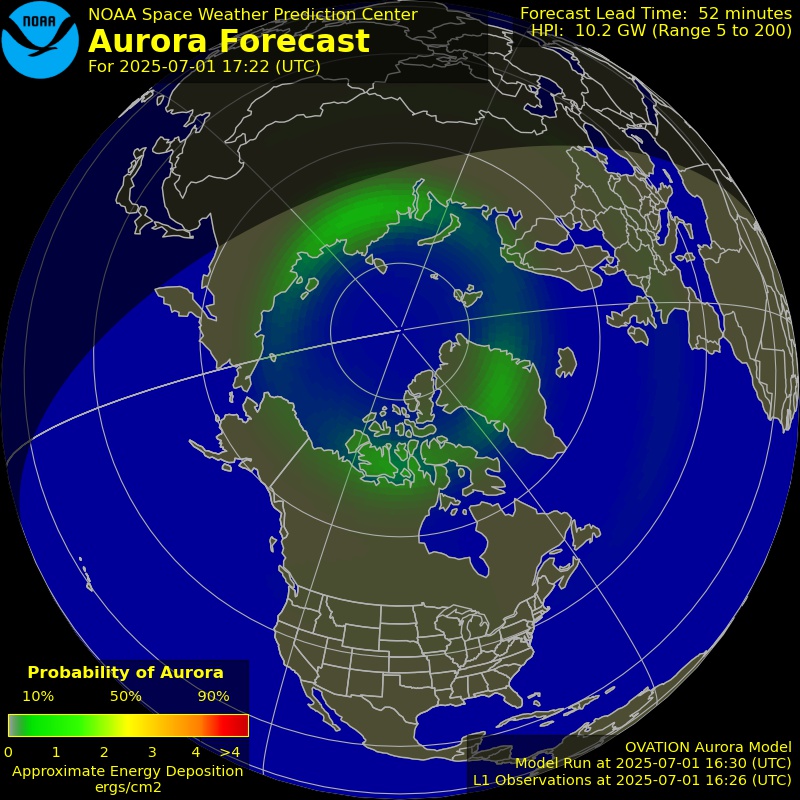 NOAA
NOAA Space Weather Prediction Center
Aurora Forecast
For 2025-07-01 17:22 (UTC)
Forecast Lead Time: 52 minutes
HPI: 10.2 GW (Range 5 to 200)
Probability of Aurora
10% 50% 90%
0 1 2 3 4 >4
Approximate Energy Deposition
ergs/cm2
OVATION Aurora Model
Model Run at 2025-07-01 16:30 (UTC)
L1 Observations at 2025-07-01 16:26 (UTC)